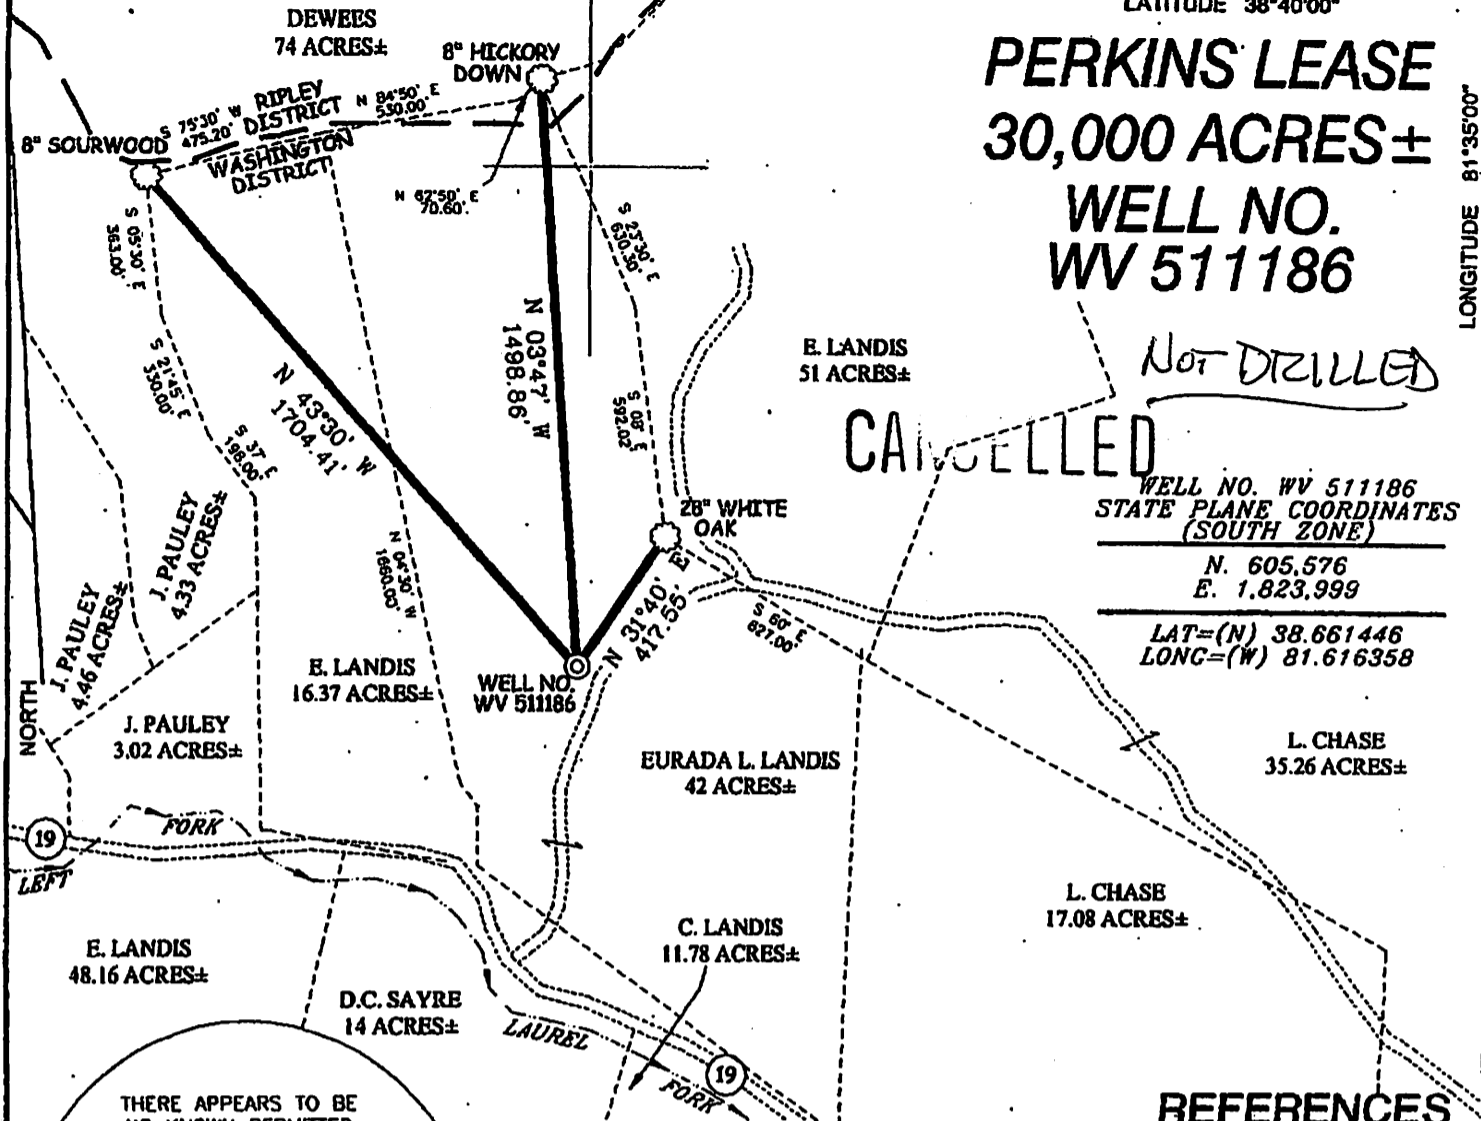 LATITUDE 38°40'00"
PERKINS LEASE
30,000 ACRES±
WELL NO.
WV 511186
LONGITUDE 81°35'00"
NOT DRILLED
CANCELLED
WELL NO. WV 511186
STATE PLANE COORDINATES
(SOUTH ZONE)
N. 605,576
E. 1,823,999
LAT=(N) 38.661446
LONG=(W) 81.616358
DEWEES
74 ACRES±
8" HICKORY
DOWN
8" SOURWOOD
S 75°30' W
475.20'
RIPLEY
DISTRICT
N 84°50' E
530.00'
WASHINGTON
DISTRICT
N 62°50' E
70.60'
S 05°30' E
363.00'
S 23°30' E
630.30'
S 21°45' E
330.00'
N 43°30' W
1704.41'
N 03°47' W
1498.86'
S 08° E
592.02
S 37° E
198.00'
E. LANDIS
51 ACRES±
28" WHITE
OAK
N 31°40' E
417.55'
S 60° E
827.00'
N 04°30' W
1660.03'
J. PAULEY
4.33 ACRES±
J. PAULEY
4.46 ACRES±
J. PAULEY
3.02 ACRES±
E. LANDIS
16.37 ACRES±
WELL NO.
WV 511186
NORTH
EURADA L. LANDIS
42 ACRES±
L. CHASE
35.26 ACRES±
19
FORK
LEFT
L. CHASE
17.08 ACRES±
C. LANDIS
11.78 ACRES±
E. LANDIS
48.16 ACRES±
D.C. SAYRE
14 ACRES±
LAUREL
FORK
19
THERE APPEARS TO BE
NO KNOWN PERMITTED
REFERENCES